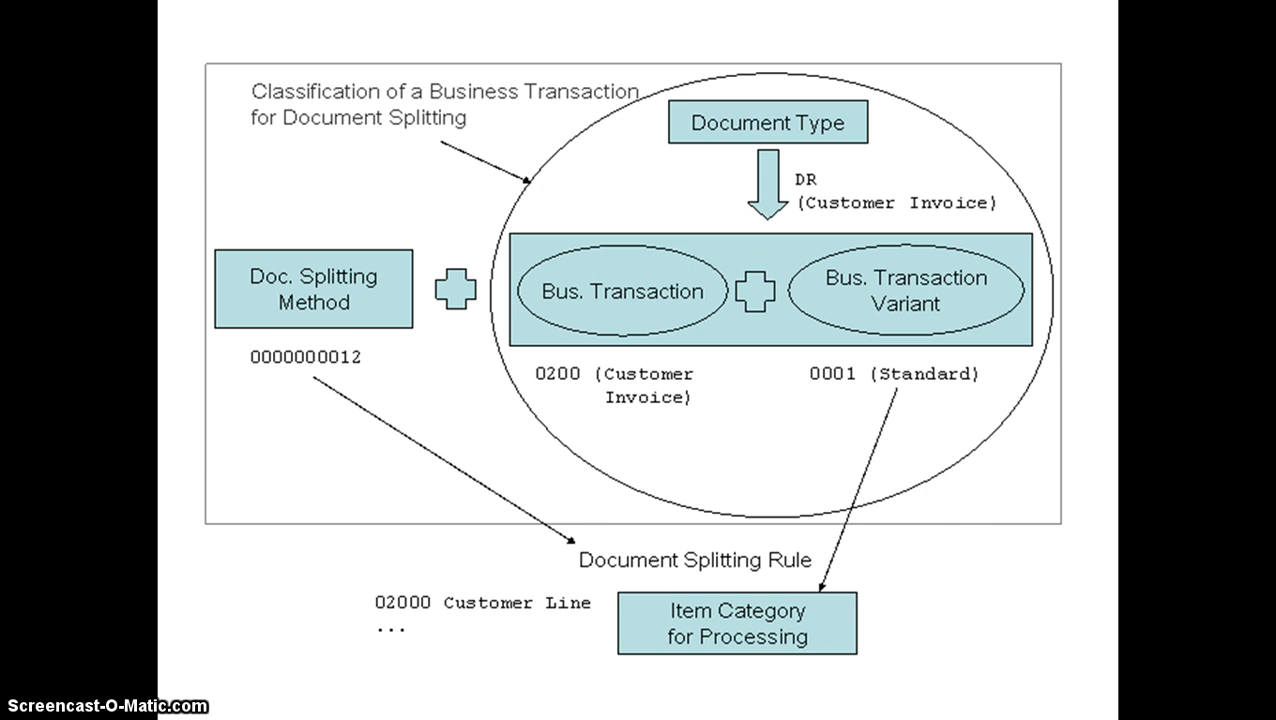 Classification of a Business Transaction
for Document Splitting
Document Type
DR
(Customer Invoice)
Doc. Splitting
Method
Bus. Transaction
Bus. Transaction
Variant
0000000012
0200 (Customer
Invoice)
0001 (Standard)
Document Splitting Rule
02000 Customer Line
...
Item Category
for Processing
Screencast-O-Matic.com